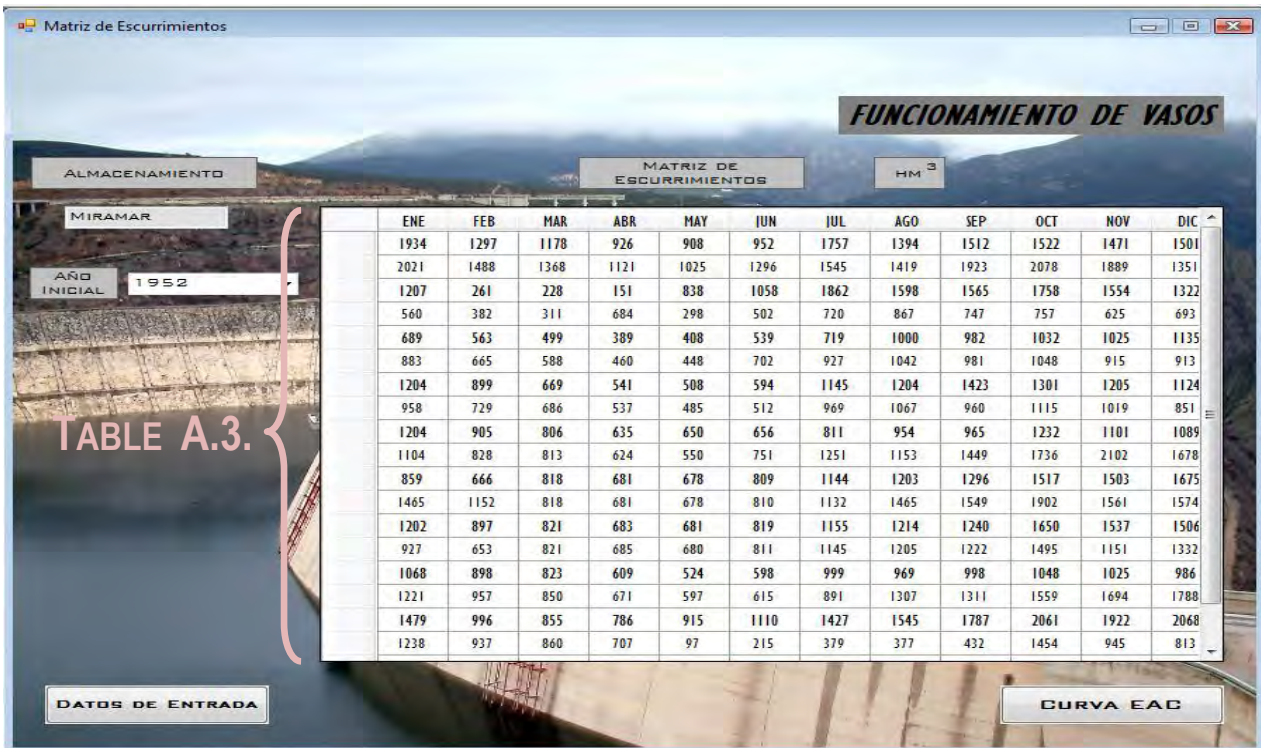 Matriz de Escurrimientos
FUNCIONAMIENTO DE VASOS
ALMACENAMIENTO
MATRIZ DE
ESCURRIMIENTOS
HM 3
MIRAMAR
AÑO
INICIAL
1952
TABLE A.3.
ENE FEB MAR ABR MAY JUN JUL AGO SEP OCT NOV DIC
1934 1297 1178 926 908 952 1757 1394 1512 1522 1471 1501
2021 1488 1368 1121 1025 1296 1545 1419 1923 2078 1889 1351
1207 261 228 151 838 1058 1862 1598 1565 1758 1554 1322
560 382 311 684 298 502 720 867 747 757 625 693
689 563 499 389 408 539 719 1000 982 1032 1025 1135
883 665 588 460 448 702 927 1042 981 1048 915 913
1204 899 669 541 508 594 1145 1204 1423 1301 1205 1124
958 729 686 537 485 512 969 1067 960 1115 1019 851
1204 905 806 635 650 656 811 954 965 1232 1101 1089
1104 828 813 624 550 751 1251 1153 1449 1736 2102 1678
859 666 818 681 678 809 1144 1203 1296 1517 1503 1675
1465 1152 818 681 678 810 1132 1465 1549 1902 1561 1574
1202 897 821 683 681 819 1155 1214 1240 1650 1537 1506
927 653 821 685 680 811 1145 1205 1222 1495 1151 1332
1068 898 823 609 524 598 999 969 998 1048 1025 986
1221 957 850 671 597 615 891 1307 1311 1559 1694 1788
1479 996 855 786 915 1110 1427 1545 1787 2061 1922 2068
1238 937 860 707 97 215 379 377 432 1454 945 813
DATOS DE ENTRADA
CURVA EAC